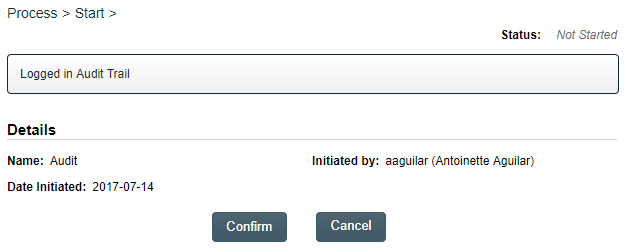 Process > Start >
Status: Not Started
Logged in Audit Trail
Details
Name: Audit Initiated by: aaguilar (Antoinette Aguilar)
Date Initiated: 2017-07-14
Confirm Cancel